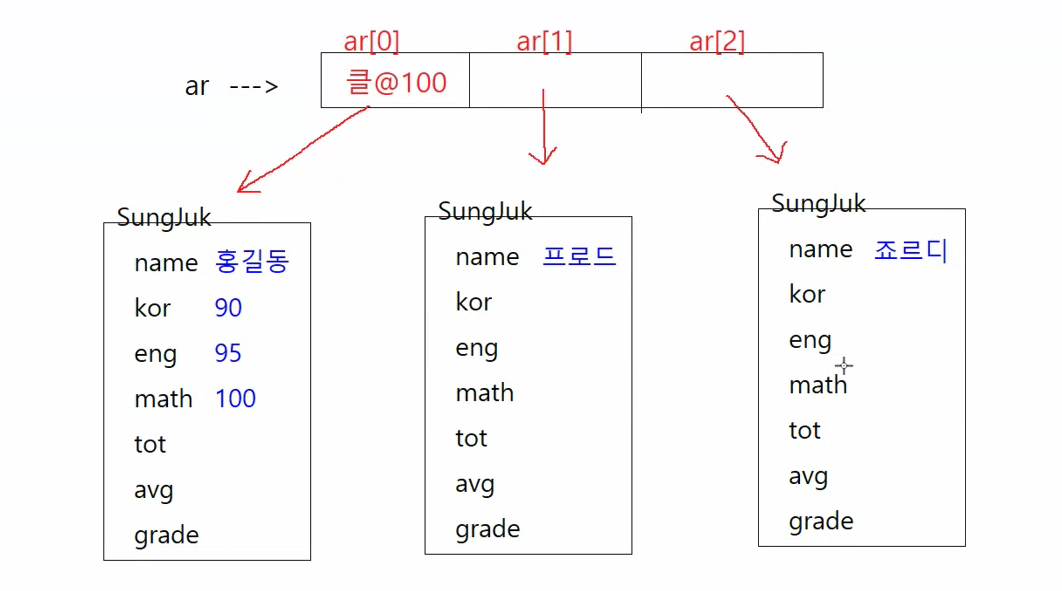 ar[0] ar[1] ar[2]
ar ---> 클@100
SungJuk
name 홍길동
kor 90
eng 95
math 100
tot
avg
grade
SungJuk
name 프로드
kor
eng
math
tot
avg
grade
SungJuk
name 죠르디
kor
eng
math
tot
avg
grade